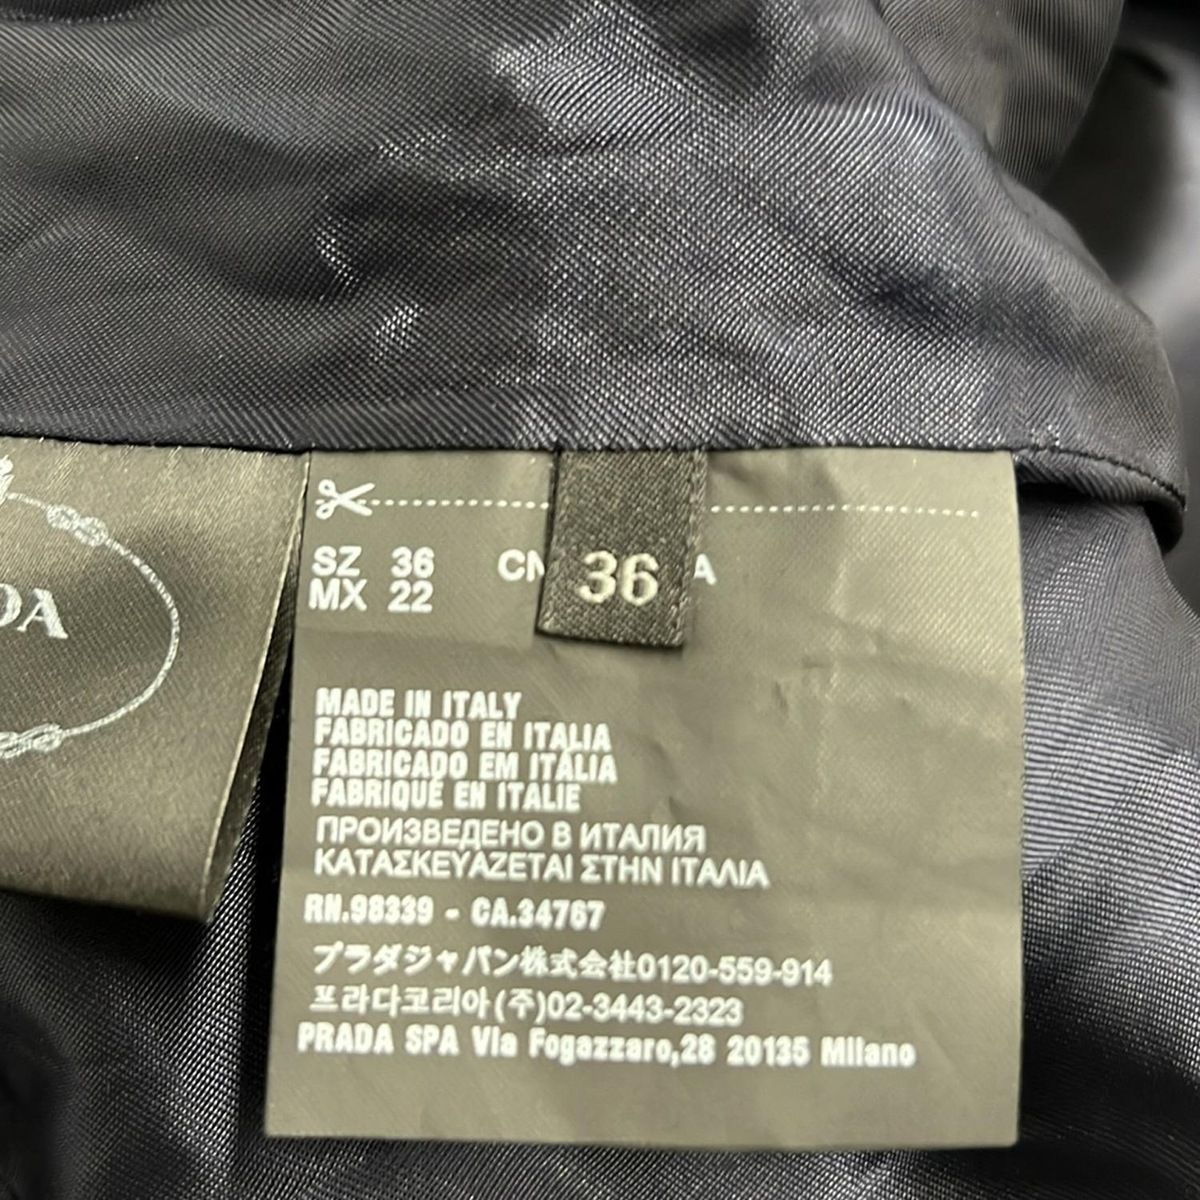 SZ 36
MX 22
36
MADE IN ITALY
FABRICADO EN ITALIA
FABRICADO EM ITÁLIA
FABRIQUÉ EN ITALIE
ПРОИЗВЕДЕНО В ИТАЛИЯ
ΚΑΤΑΣΚΕΥΑΖΕΤΑΙ ΣΤΗΝ ΙΤΑΛΙΑ
RN.98339 - CA.34767
プラダジャパン株式会社0120-559-914
프라다코리아(주)02-3443-2323
PRADA SPA Via Fogazzaro,28 20135 Milano